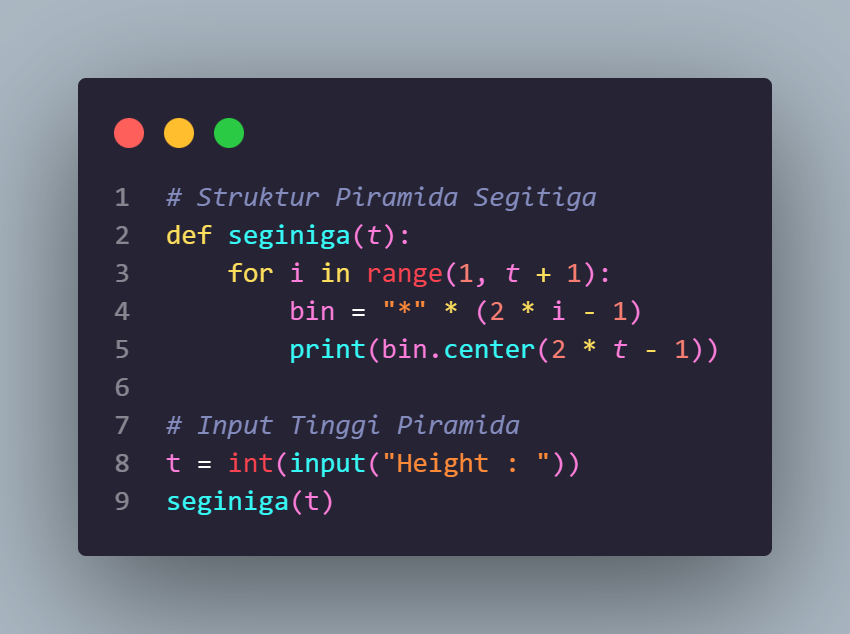 1 # Struktur Piramida Segitiga
2 def seginiga(t):
3     for i in range(1, t + 1):
4         bin = "*" * (2 * i - 1)
5         print(bin.center(2 * t - 1))
6
7 # Input Tinggi Piramida
8 t = int(input("Height : "))
9 seginiga(t)